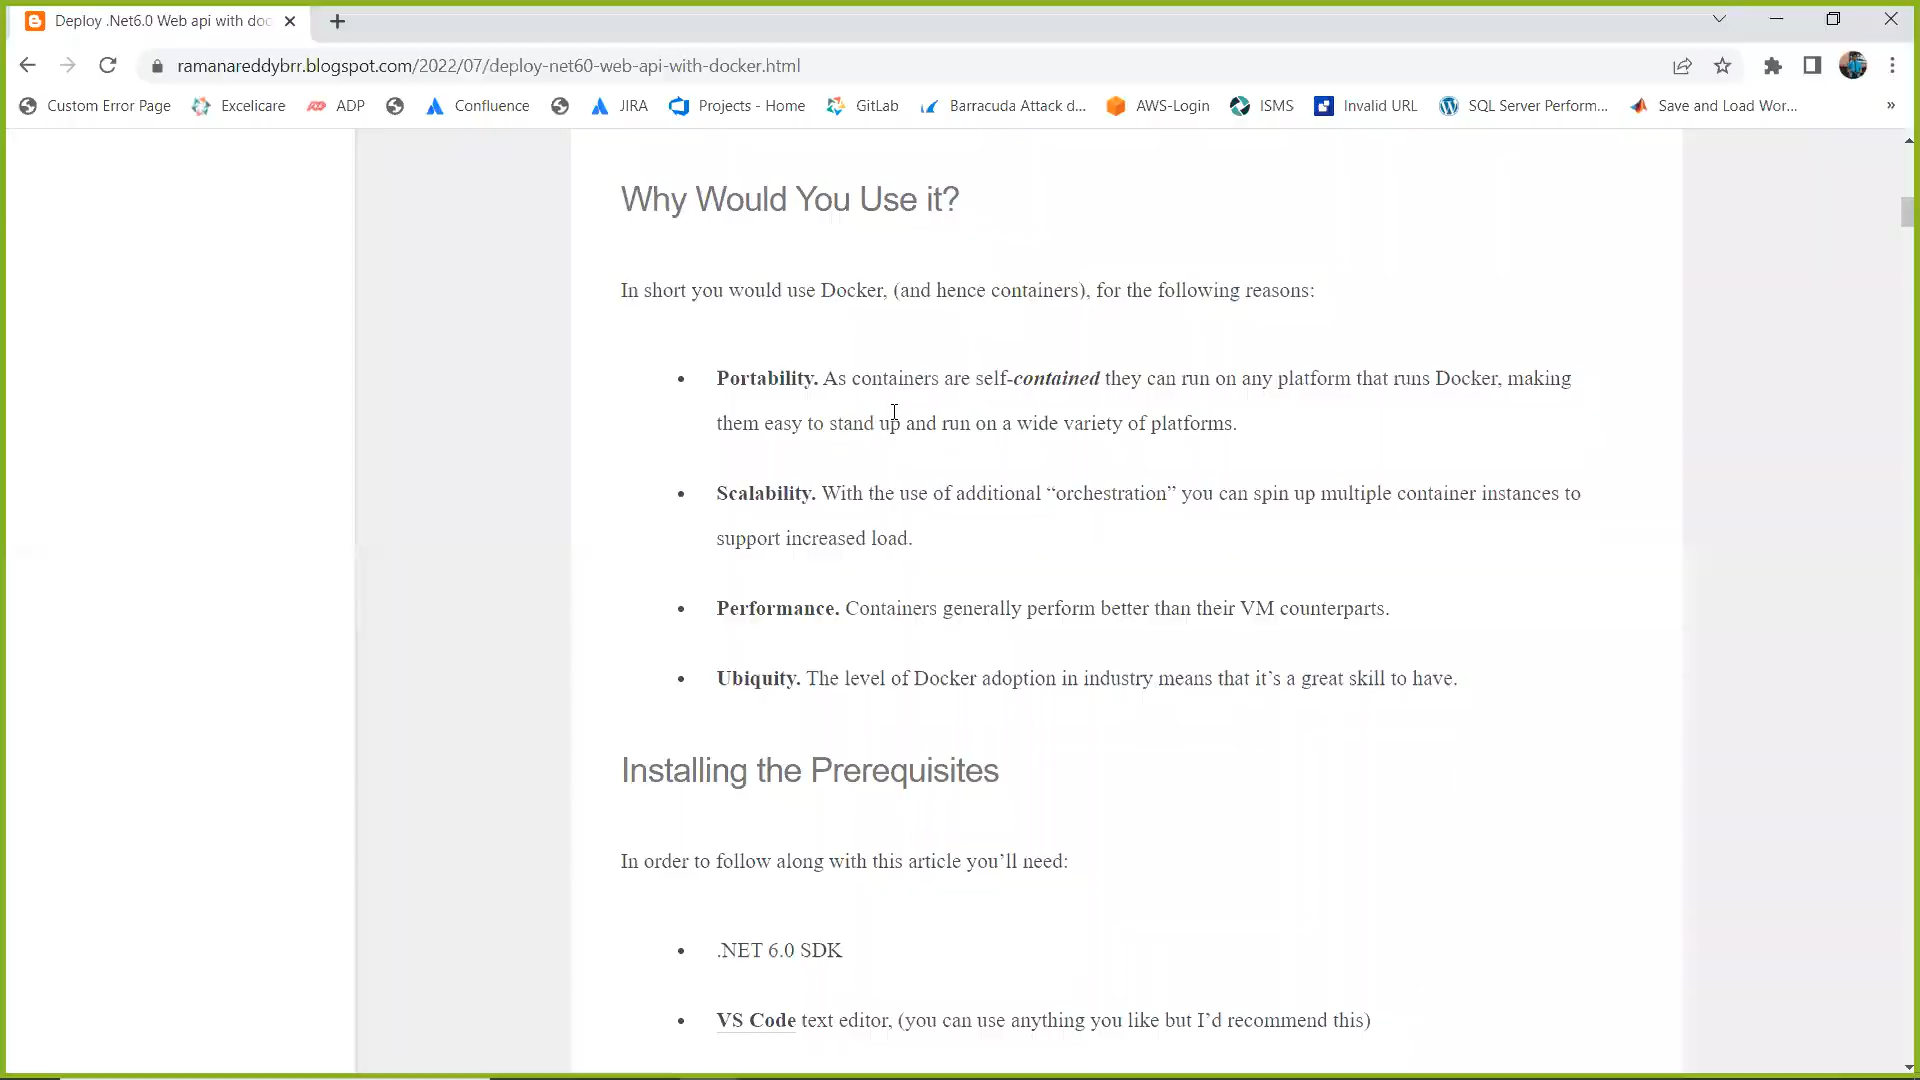 Deploy .Net6.0 Web api with doc
ramanareddybrr.blogspot.com/2022/07/deploy-net60-web-api-with-docker.html
Custom Error Page Excelicare ADP Confluence JIRA Projects - Home GitLab Barracuda Attack d... AWS-Login ISMS Invalid URL SQL Server Perform... Save and Load Wor... »
Why Would You Use it?
In short you would use Docker, (and hence containers), for the following reasons:
• Portability. As containers are self-contained they can run on any platform that runs Docker, making
them easy to stand up and run on a wide variety of platforms.
• Scalability. With the use of additional “orchestration” you can spin up multiple container instances to
support increased load.
• Performance. Containers generally perform better than their VM counterparts.
• Ubiquity. The level of Docker adoption in industry means that it’s a great skill to have.
Installing the Prerequisites
In order to follow along with this article you’ll need:
• .NET 6.0 SDK
• VS Code text editor, (you can use anything you like but I’d recommend this)